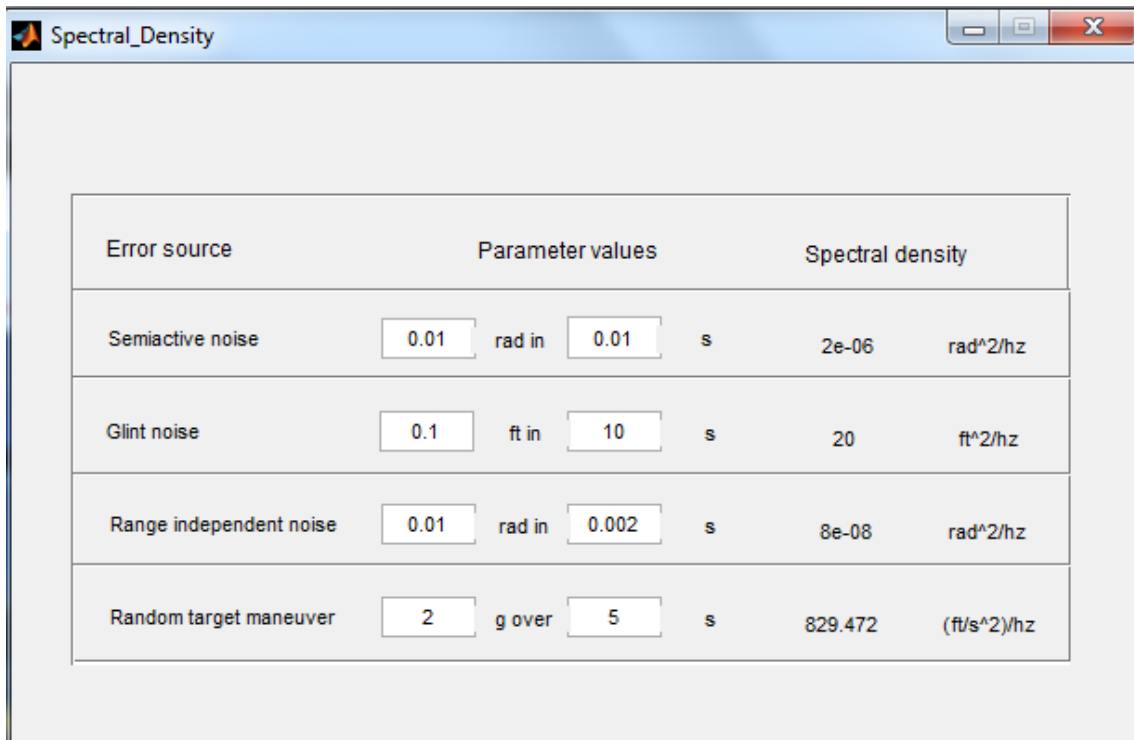 Spectral_Density
Error source Parameter values Spectral density
Semiactive noise 0.01 rad in 0.01 s 2e-06 rad^2/hz
Glint noise 0.1 ft in 10 s 20 ft^2/hz
Range independent noise 0.01 rad in 0.002 s 8e-08 rad^2/hz
Random target maneuver 2 g over 5 s 829.472 (ft/s^2)/hz